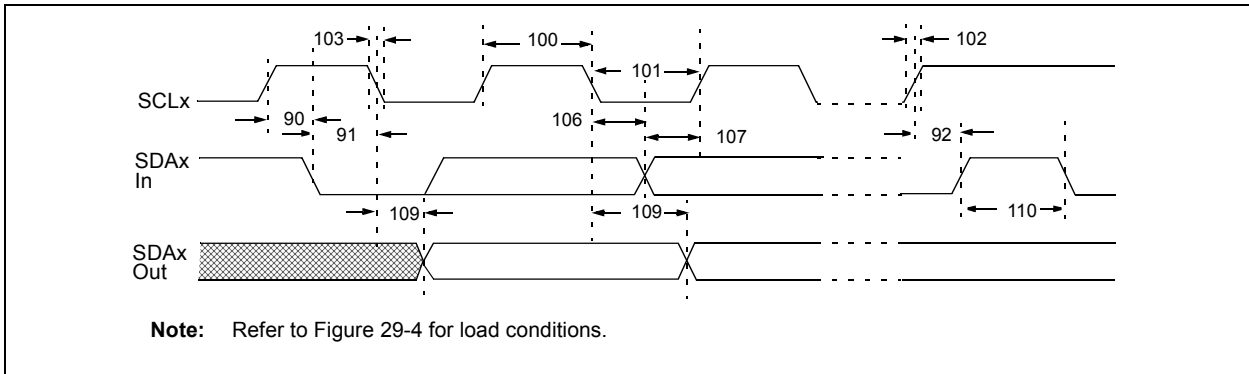 103
100
101
102
SCLx
90
91
106
107
92
SDAx
In
109
109
110
SDAx
Out
Note: Refer to Figure 29-4 for load conditions.